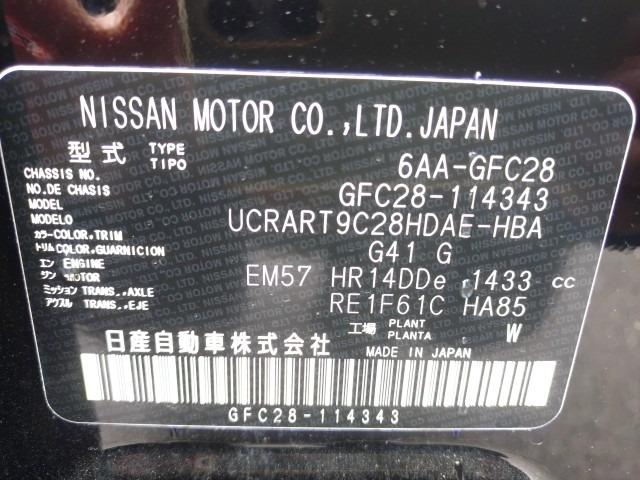 NISSAN MOTOR CO.,LTD.JAPAN
型式 TYPE TIPO 6AA-GFC28
CHASSIS NO. NO.DE CHASIS GFC28-114343
MODEL MODELO UCRART9C28HDAE-HBA
カラー COLOR,TRIM トリム COLOR,GUARNICION G41 G
エンジン ENGINE MOTOR EM57 HR14DDe 1433 cc
ミッション TRANS.,AXLE アクスル TRANS.,EJE RE1F61C HA85
工場 PLANT PLANTA W
日産自動車株式会社 MADE IN JAPAN
GFC28-114343